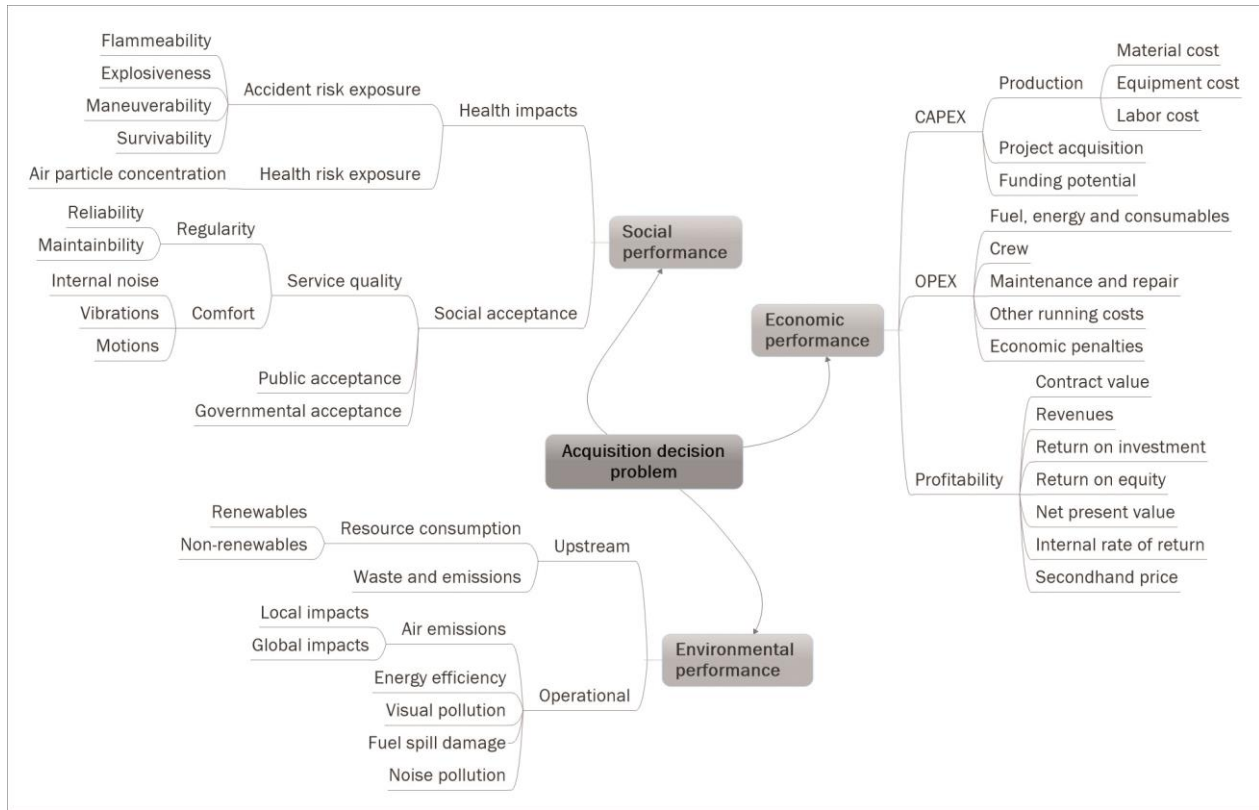 Flammeability
Explosiveness
Maneuverability
Survivability
Accident risk exposure
Air particle concentration
Health risk exposure
Health impacts
Reliability
Maintainbility
Regularity
Internal noise
Vibrations
Motions
Comfort
Service quality
Public acceptance
Governmental acceptance
Social acceptance
Social
performance
Material cost
Equipment cost
Labor cost
Production
Project acquisition
Funding potential
CAPEX
Fuel, energy and consumables
Crew
Maintenance and repair
Other running costs
Economic penalties
OPEX
Economic
performance
Contract value
Revenues
Return on investment
Return on equity
Net present value
Internal rate of return
Secondhand price
Profitability
Acquisition decision
problem
Renewables
Non-renewables
Resource consumption
Waste and emissions
Upstream
Local impacts
Global impacts
Air emissions
Energy efficiency
Visual pollution
Fuel spill damage
Noise pollution
Operational
Environmental
performance